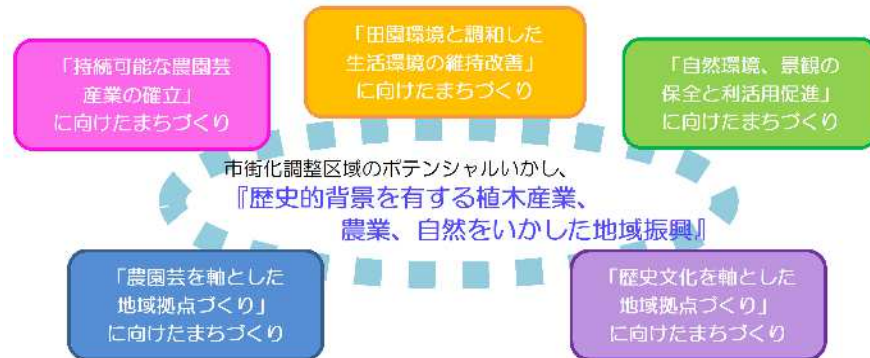 「持続可能な農園芸
産業の確立」
に向けたまちづくり
「田園環境と調和した
生活環境の維持改善」
に向けたまちづくり
「自然環境、景観の
保全と利活用促進」
に向けたまちづくり
市街化調整区域のポテンシャルいかし、
『歴史的背景を有する植木産業、
農業、自然をいかした地域振興』
「農園芸を軸とした
地域拠点づくり」
に向けたまちづくり
「歴史文化を軸とした
地域拠点づくり」
に向けたまちづくり